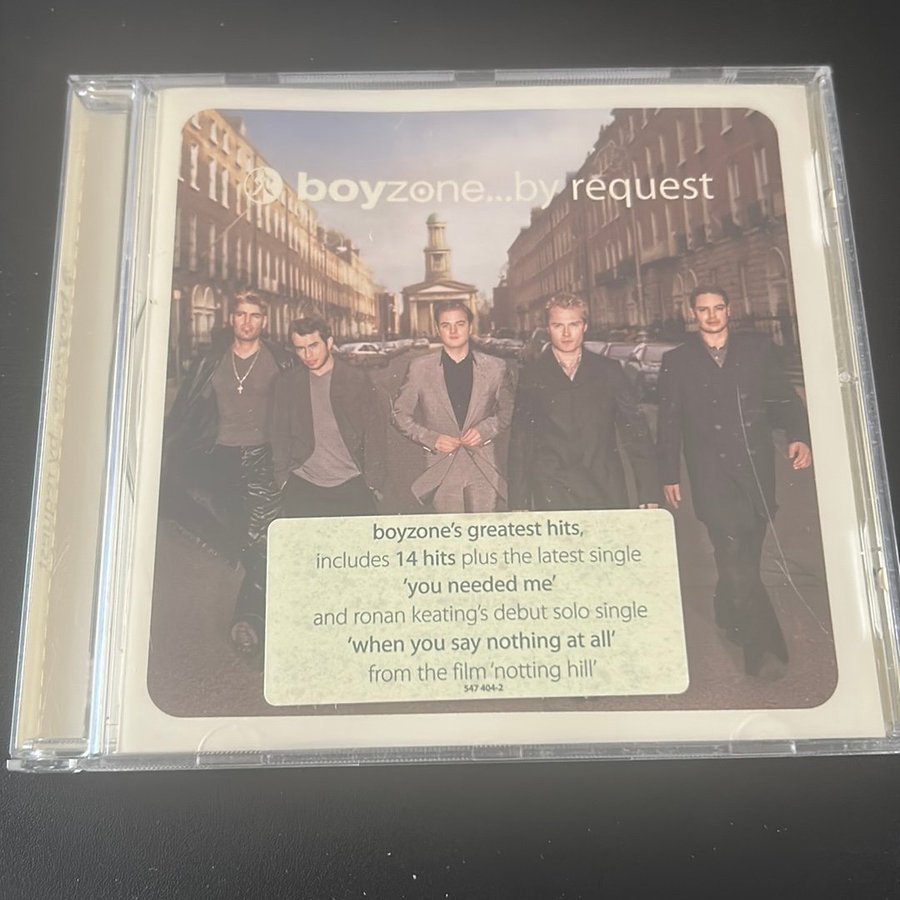 boyzone...by request
boyzone's greatest hits,
includes 14 hits plus the latest single
'you needed me'
and ronan keating's debut solo single
'when you say nothing at all'
from the film 'notting hill'
547 404-2